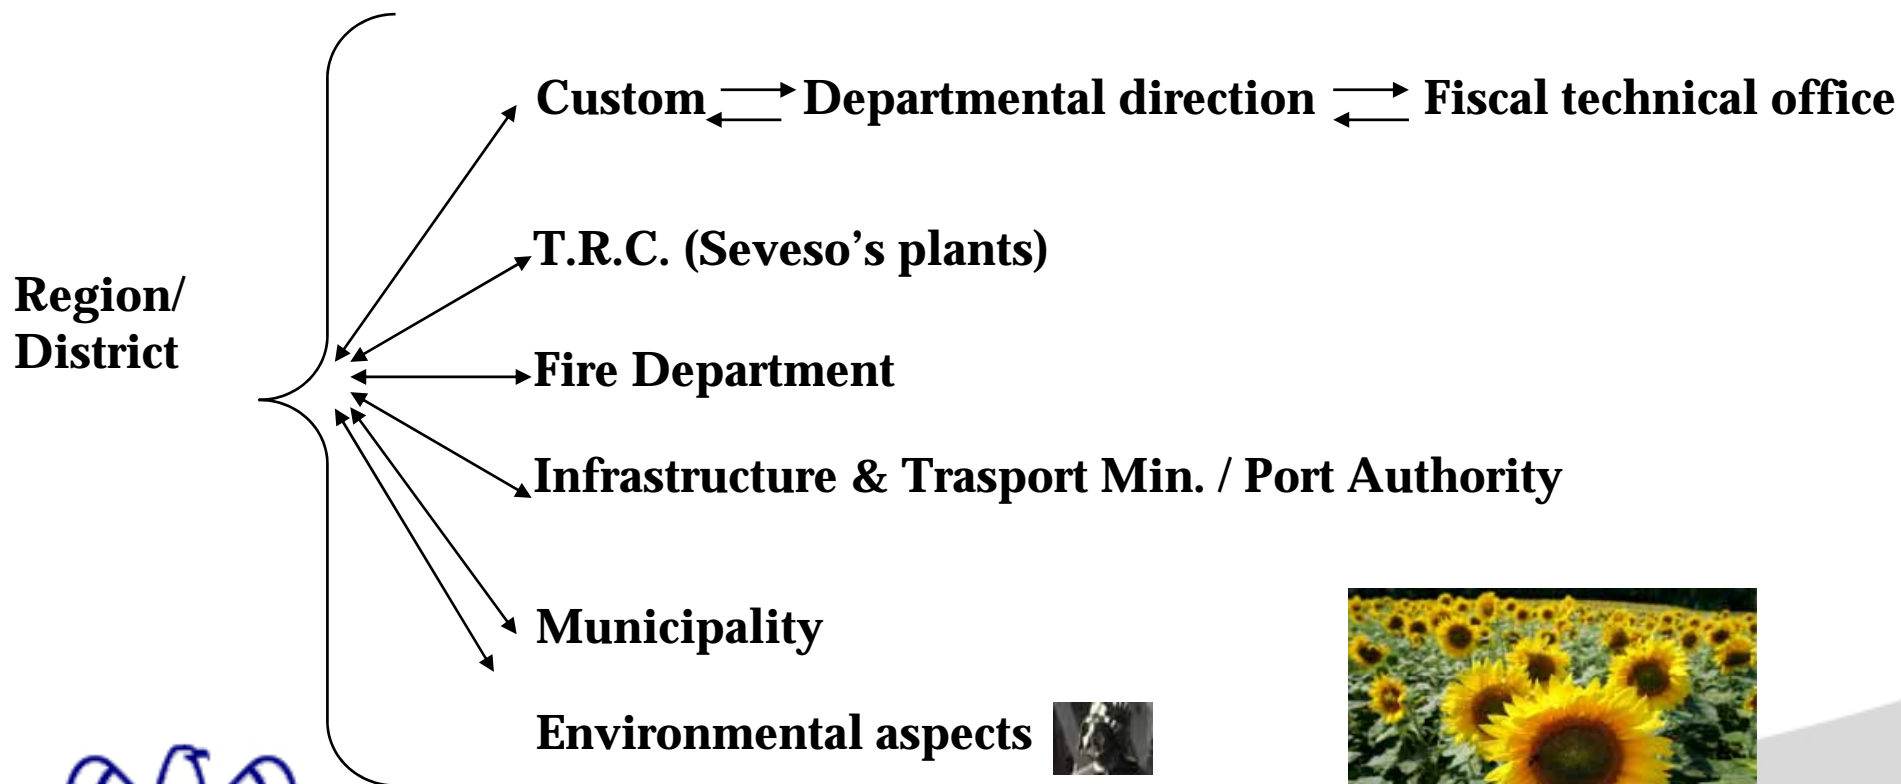 Custom Departmental direction Fiscal technical office
T.R.C. (Seveso’s plants)
Region/
District
Fire Department
Infrastructure & Trasport Min. / Port Authority
Municipality
Environmental aspects